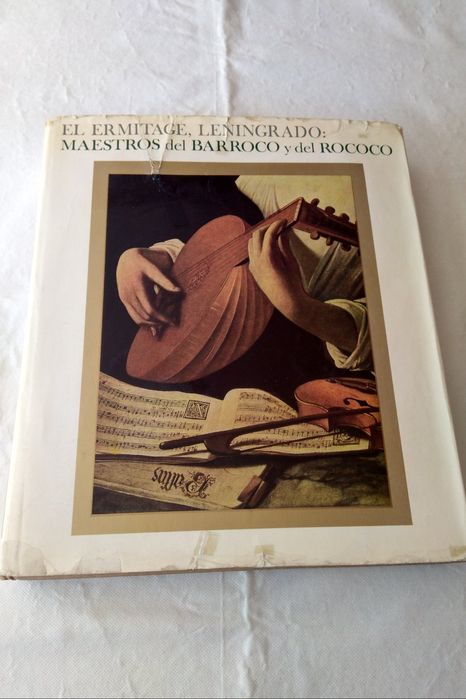 EL ERMITAGE, LENINGRADO:
MAESTROS del BARROCO y del ROCOCO